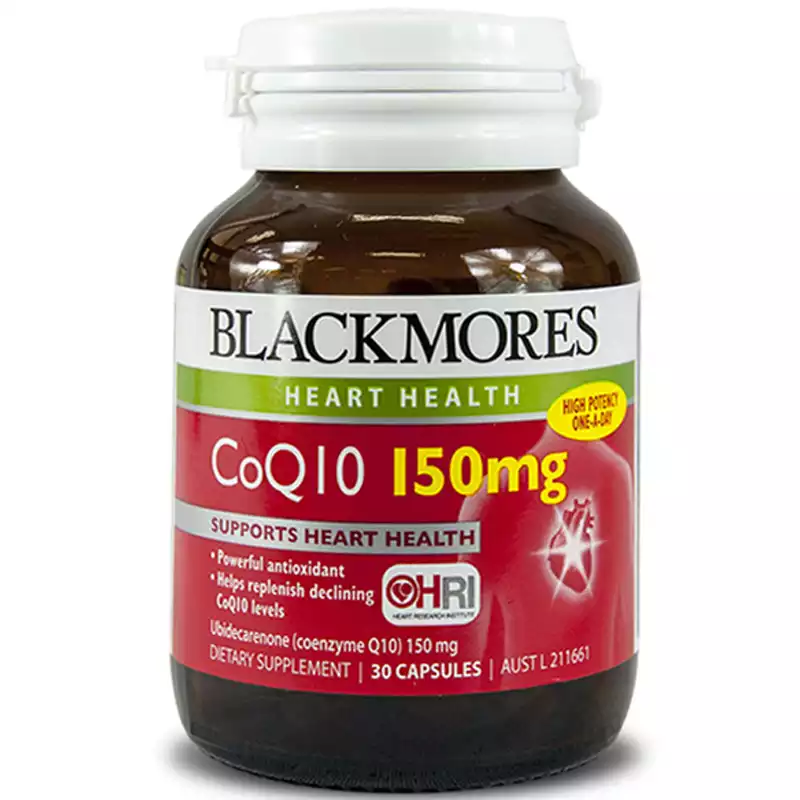 BLACKMORES
HEART HEALTH
HIGH POTENCY
ONE-A-DAY
CoQ10 150mg
SUPPORTS HEART HEALTH
• Powerful antioxidant
• Helps replenish declining
CoQ10 levels
HRI
HEART RESEARCH INSTITUTE
Ubidecarenone (coenzyme Q10) 150 mg
DIETARY SUPPLEMENT | 30 CAPSULES | AUST L 211661